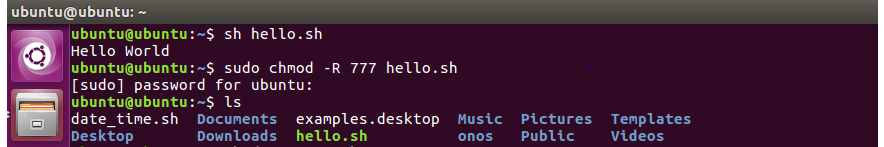 ubuntu@ubuntu: ~
ubuntu@ubuntu:~$ sh hello.sh
Hello World
ubuntu@ubuntu:~$ sudo chmod -R 777 hello.sh
[sudo] password for ubuntu:
ubuntu@ubuntu:~$ ls
date_time.sh  Documents  examples.desktop  Music  Pictures  Templates
Desktop       Downloads  hello.sh          onos   Public    Videos